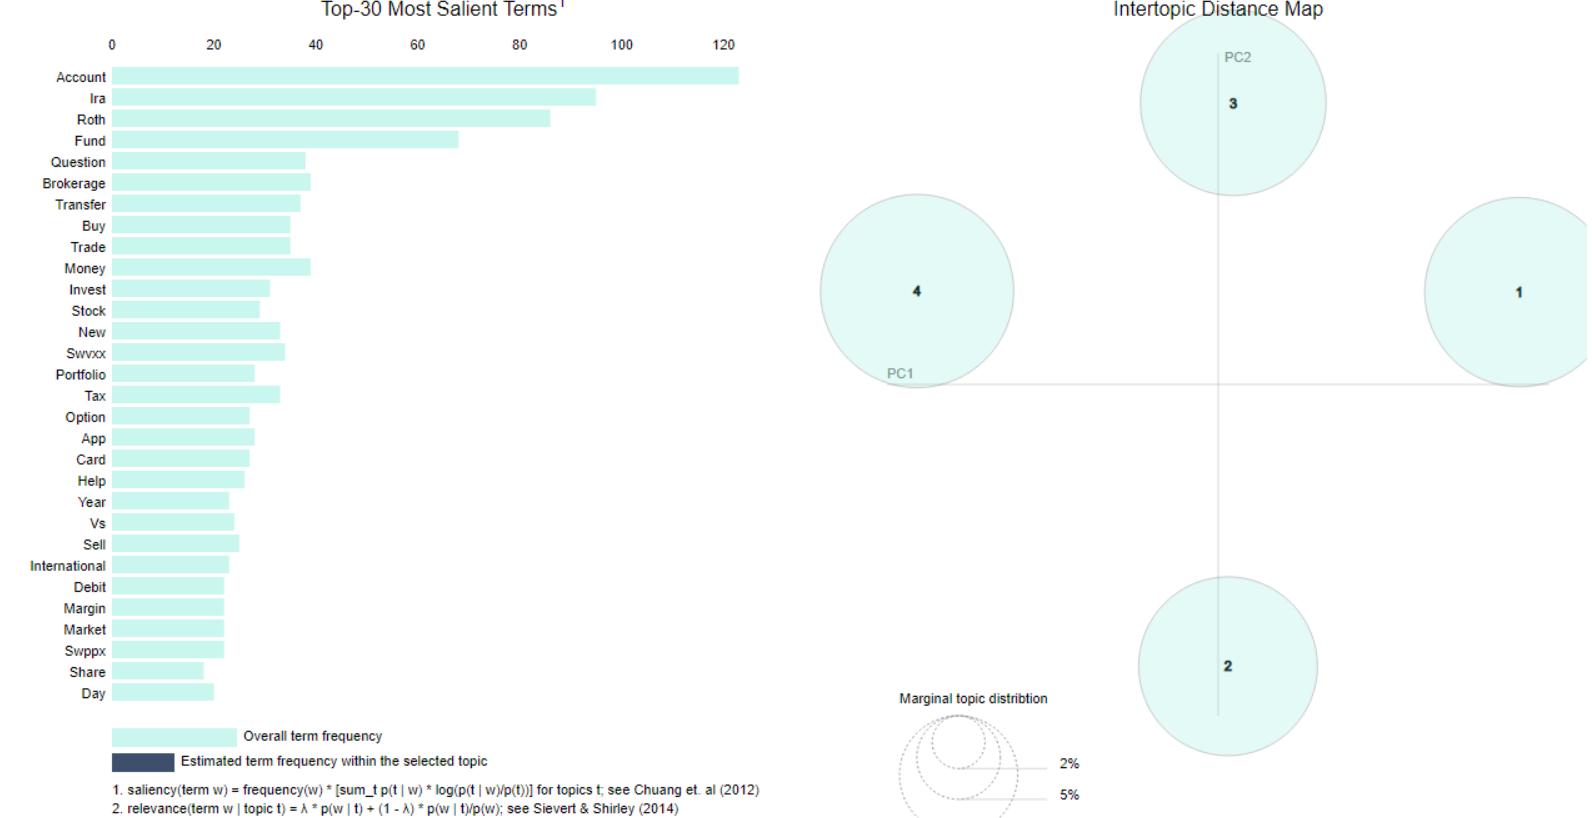 Top-30 Most Salient Terms1
0 20 40 60 80 100 120
Account
Ira
Roth
Fund
Question
Brokerage
Transfer
Buy
Trade
Money
Invest
Stock
New
Swvxx
Portfolio
Tax
Option
App
Card
Help
Year
Vs
Sell
International
Debit
Margin
Market
Swppx
Share
Day
Overall term frequency
Estimated term frequency within the selected topic
1. saliency(term w) = frequency(w) * [sum_t p(t | w) * log(p(t | w)/p(t))] for topics t; see Chuang et. al (2012)
2. relevance(term w | topic t) = λ * p(w | t) + (1 - λ) * p(w | t)/p(w); see Sievert & Shirley (2014)
Intertopic Distance Map
PC2
3
4
1
PC1
2
Marginal topic distribtion
2%
5%